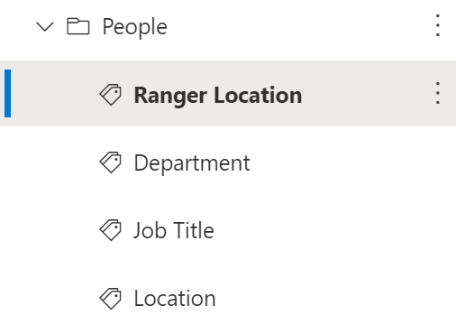 People
Ranger Location
Department
Job Title
Location